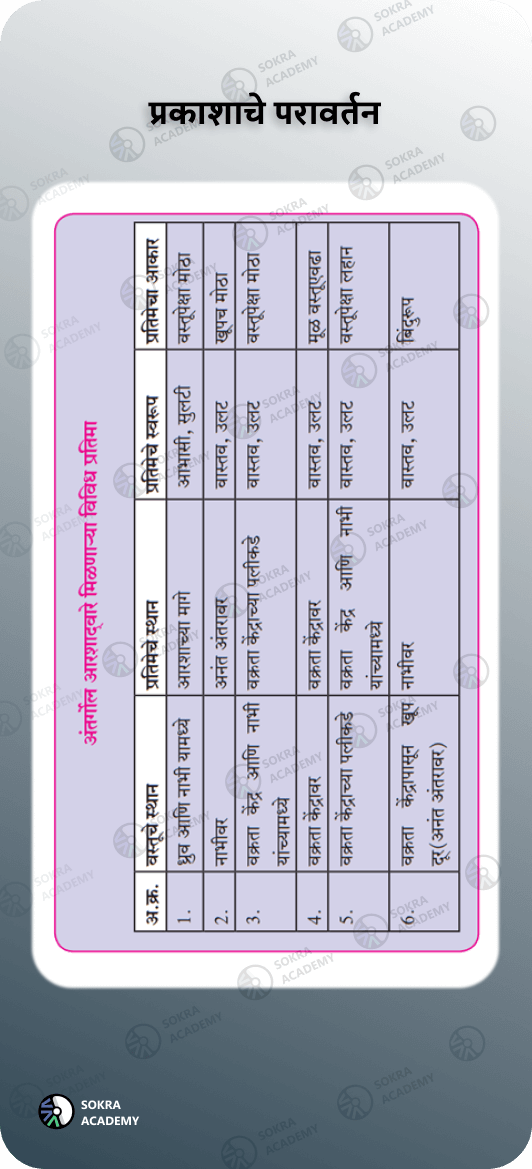 प्रकाशाचे परावर्तन
अंतर्गोल आरशाद्वारे मिळणाऱ्या विविध प्रतिमा
अ.क्र. वस्तूचे स्थान प्रतिमेचे स्थान प्रतिमेचे स्वरूप प्रतिमेचा आकार
1. ध्रुव आणि नाभी यामध्ये आरशाच्या मागे आभासी, सुलटी वस्तूपेक्षा मोठा
2. नाभीवर अनंत अंतरावर वास्तव, उलट खूपच मोठा
3. वक्रता केंद्र आणि नाभी वक्रता केंद्राच्या पलीकडे वास्तव, उलट वस्तूपेक्षा मोठा
यांच्यामध्ये
4. वक्रता केंद्रावर वक्रता केंद्रावर वास्तव, उलट मूळ वस्तूएवढा
5. वक्रता केंद्राच्या पलीकडे वक्रता केंद्र आणि नाभी वास्तव, उलट वस्तूपेक्षा लहान
यांच्यामध्ये
6. वक्रता केंद्रापासून खूप नाभीवर वास्तव, उलट बिंदुरूप
दूर(अनंत अंतरावर)
SOKRA
ACADEMY